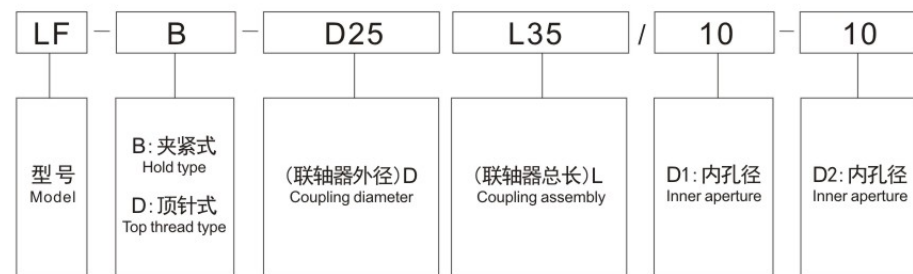 LF - B - D25 L35 / 10 - 10
型号
Model
B: 夹紧式
Hold type
D: 顶针式
Top thread type
(联轴器外径)D
Coupling diameter
(联轴器总长)L
Coupling assembly
D1: 内孔径
Inner aperture
D2: 内孔径
Inner aperture